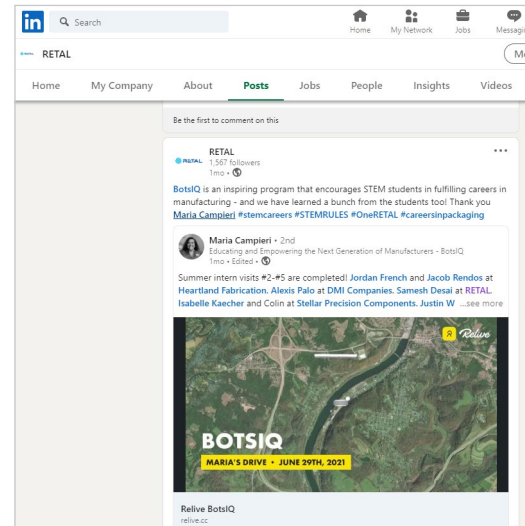 in
Search
Home
My Network
Jobs
RETAL
Home
My Company
About
Posts
Jobs
People
Insights
Videos
Be the first to comment on this
RETAL
RETAL
1,567 followers
1mo •
BotsIQ is an inspiring program that encourages STEM students in fulfilling careers in
manufacturing - and we have learned a bunch from the students too! Thank you
Maria Campieri #stemcareers #STEMRULES #OneRETAL #careersinpackaging
Maria Campieri • 2nd
Educating and Empowering the Next Generation of Manufacturers - BotsIQ
1mo • Edited •
Summer intern visits #2-#5 are completed! Jordan French and Jacob Rendos at
Heartland Fabrication. Alexis Palo at DMI Companies. Samesh Desai at RETAL.
Isabelle Kaecher and Colin at Stellar Precision Components. Justin W ...see more
Relive
BOTSIQ
MARIA'S DRIVE • JUNE 29TH, 2021
Relive BotsIQ
relive.cc